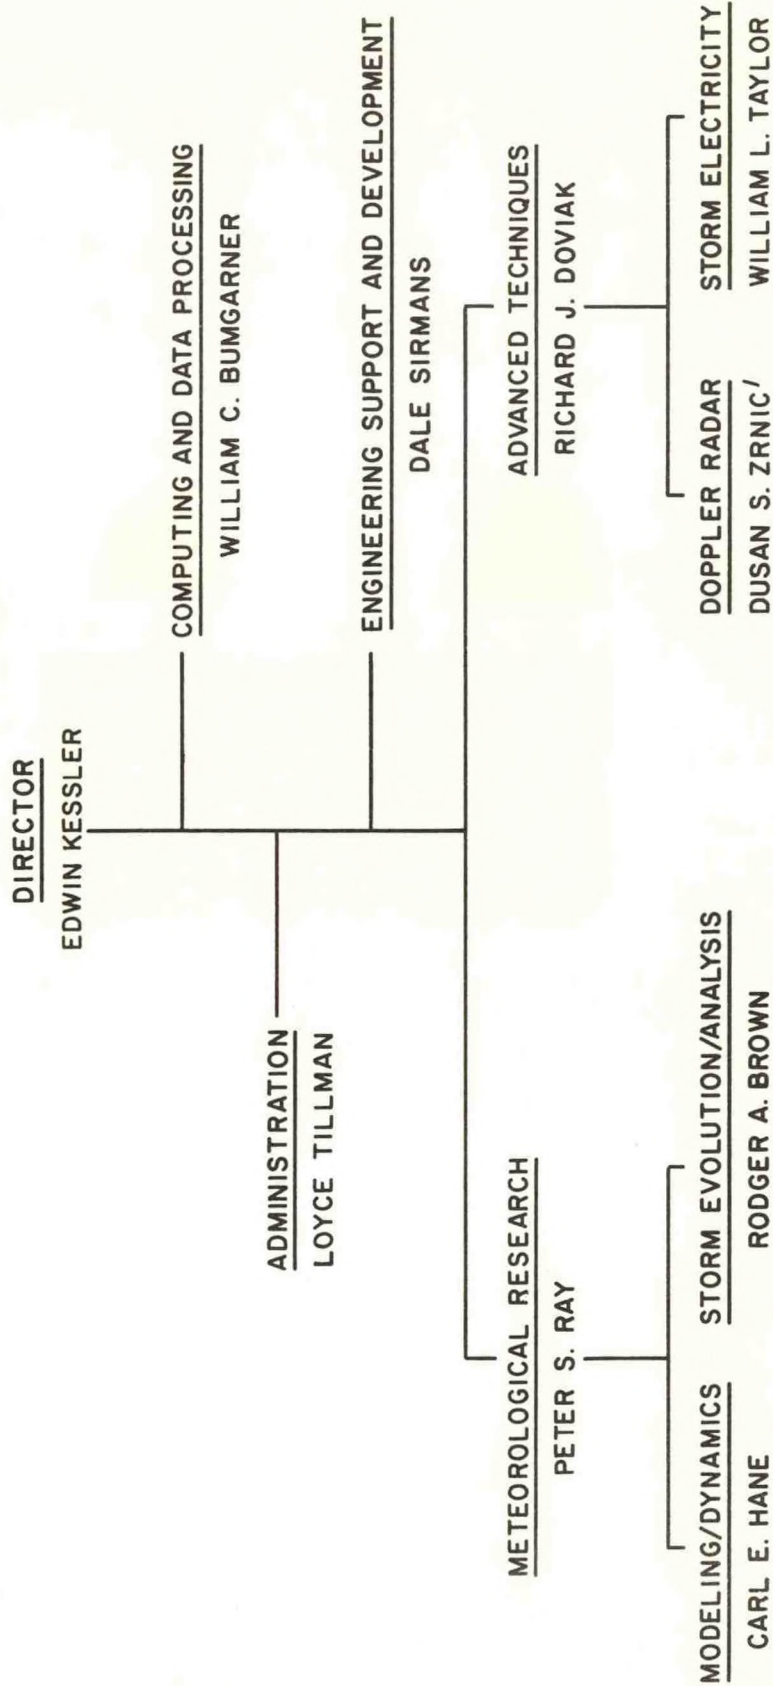 DIRECTOR
EDWIN KESSLER
COMPUTING AND DATA PROCESSING
WILLIAM C. BUMGARNER
ADMINISTRATION
LOYCE TILLMAN
ENGINEERING SUPPORT AND DEVELOPMENT
DALE SIRMANS
METEOROLOGICAL RESEARCH
PETER S. RAY
ADVANCED TECHNIQUES
RICHARD J. DOVIAK
MODELING/DYNAMICS
CARL E. HANE
STORM EVOLUTION/ANALYSIS
RODGER A. BROWN
DOPPLER RADAR
DUSAN S. ZRNIC'
STORM ELECTRICITY
WILLIAM L. TAYLOR